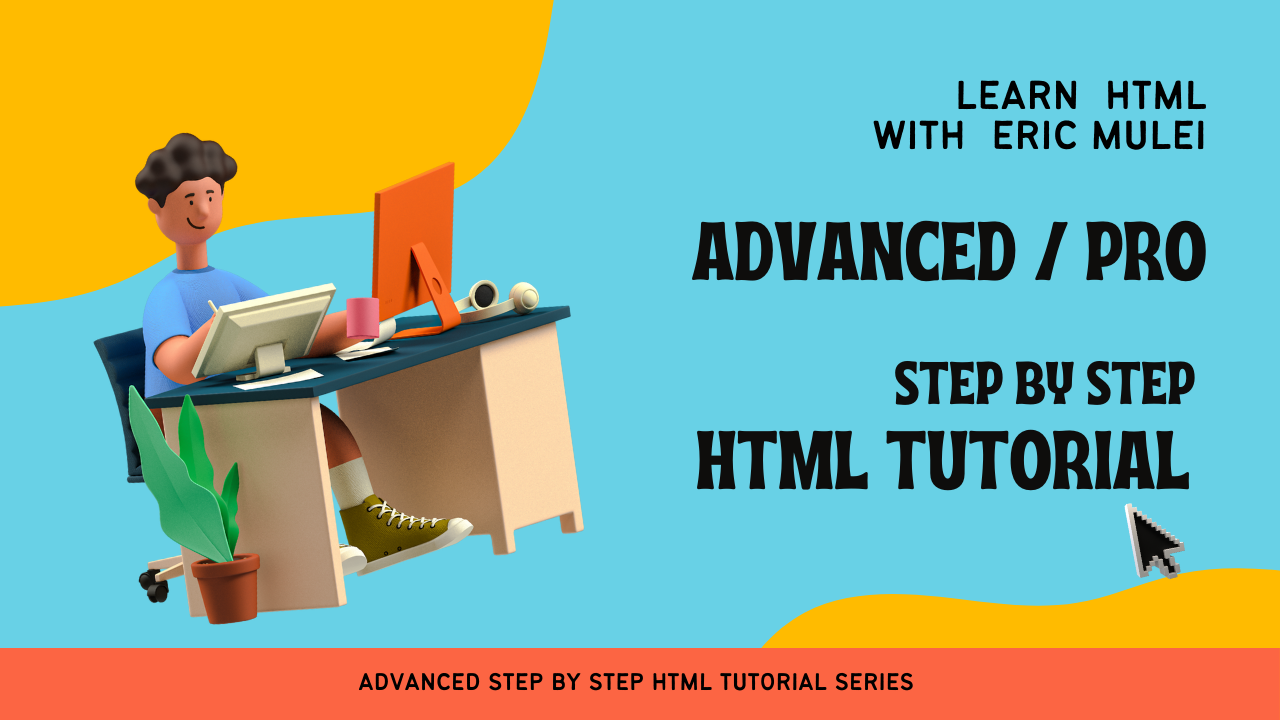 LEARN HTML
WITH ERIC MULEI
ADVANCED / PRO
STEP BY STEP
HTML TUTORIAL
ADVANCED STEP BY STEP HTML TUTORIAL SERIES